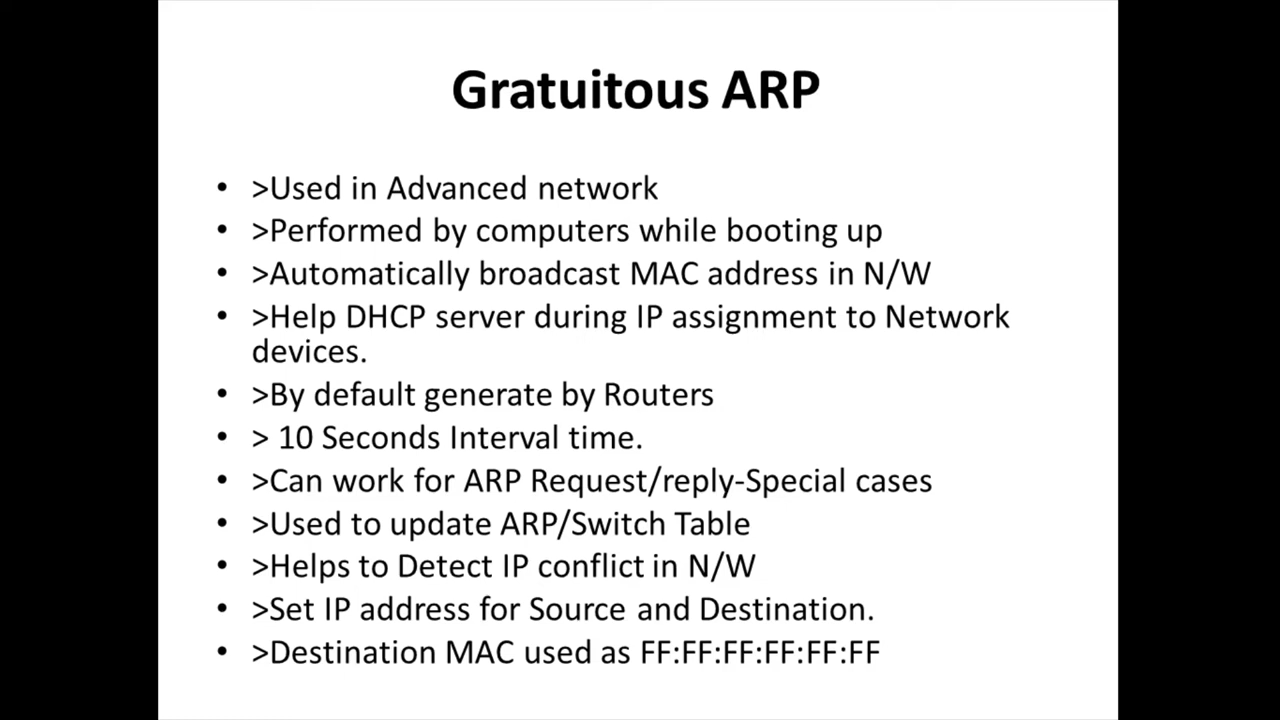 Gratuitous ARP
• >Used in Advanced network
• >Performed by computers while booting up
• >Automatically broadcast MAC address in N/W
• >Help DHCP server during IP assignment to Network
devices.
• >By default generate by Routers
• > 10 Seconds Interval time.
• >Can work for ARP Request/reply-Special cases
• >Used to update ARP/Switch Table
• >Helps to Detect IP conflict in N/W
• >Set IP address for Source and Destination.
• >Destination MAC used as FF:FF:FF:FF:FF:FF